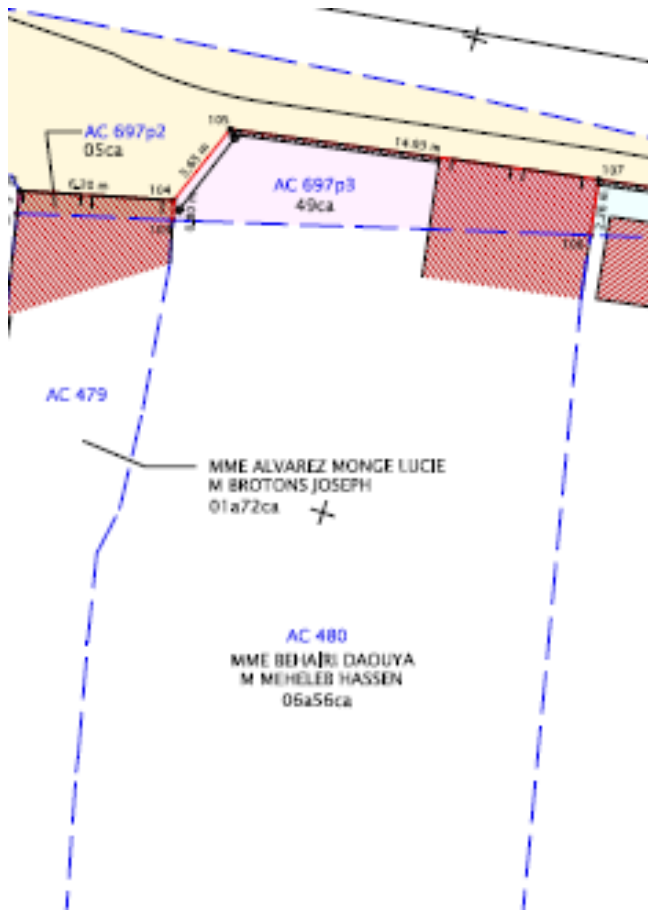 105
AC 697p2
05ca
14.93 m
107
104
6.20 m
AC 697p3
49ca
AC 479
MME ALVAREZ MONGE LUCIE
M BROTONS JOSEPH
01a72ca
AC 480
MME BEHAIRI DAOUYA
M MEHELEB HASSEN
06a56ca